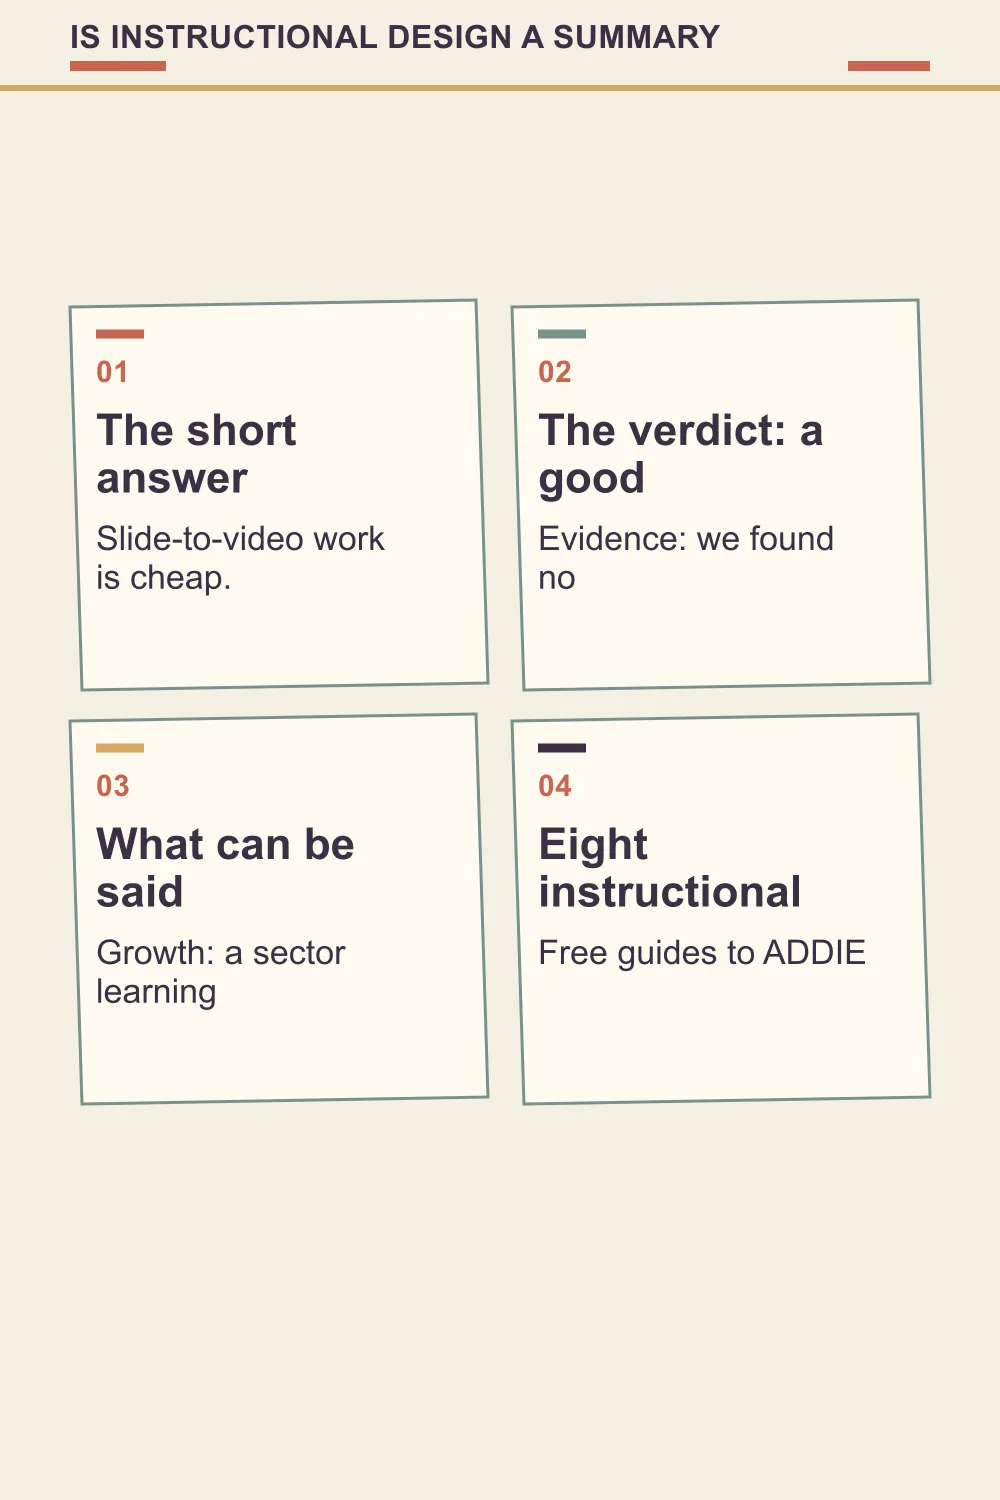 IS INSTRUCTIONAL DESIGN A SUMMARY
01
The short
answer
Slide-to-video work
is cheap.
02
The verdict: a
good
Evidence: we found
no
03
What can be
said
Growth: a sector
learning
04
Eight
instructional
Free guides to ADDIE